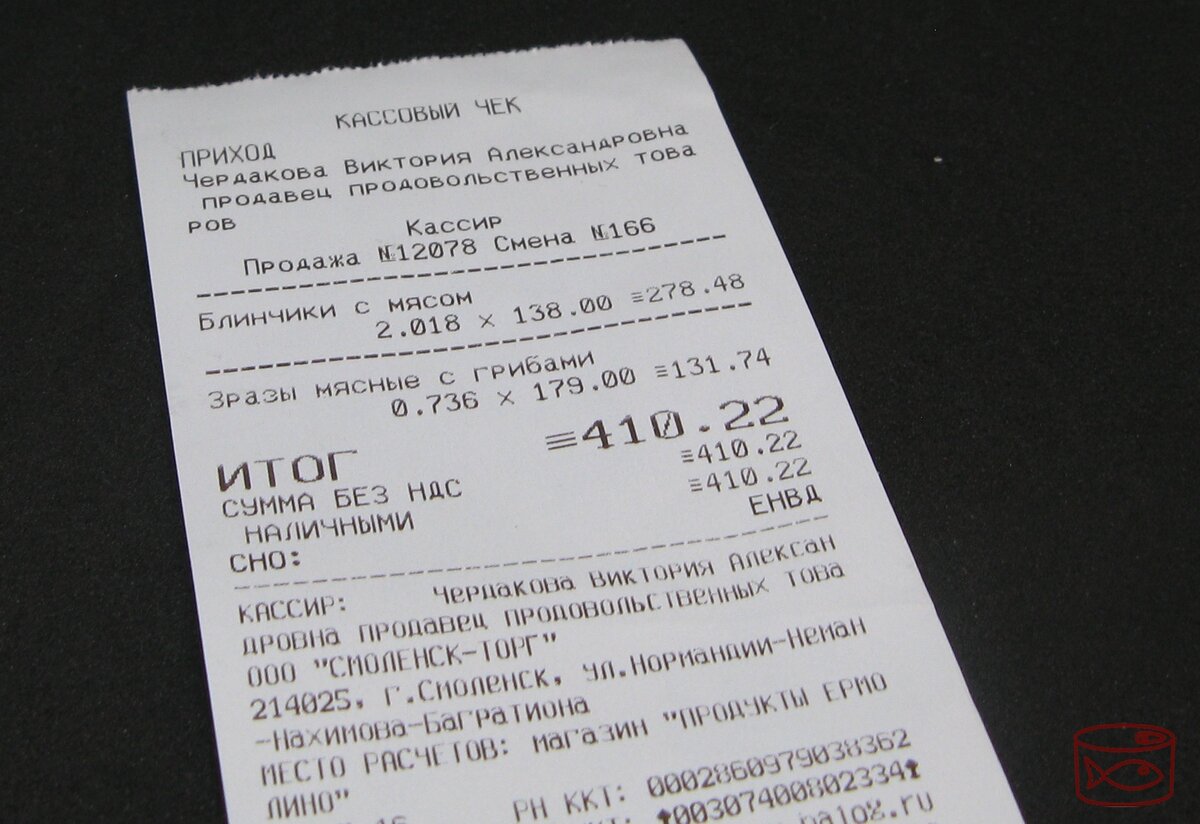 КАССОВЫЙ ЧЕК
ПРИХОД
Чердакова Виктория Александровна
продавец продовольственных това
ров
Кассир
Продажа №12078 Смена №166
Блинчики с мясом
2.018 x 138.00 ≡278.48
Зразы мясные с грибами
0.736 x 179.00 ≡131.74
ИТОГ ≡410.22
СУММА БЕЗ НДС ≡410.22
НАЛИЧНЫМИ ≡410.22
СНО: ЕНВД
КАССИР: Чердакова Виктория Алексан
дровна продавец продовольственных това
ООО "СМОЛЕНСК-ТОРГ"
214025, г.Смоленск, ул.Нормандии-Неман
-Нахимова-Багратиона
МЕСТО РАСЧЕТОВ: магазин "ПРОДУКТЫ ЕРМО
ЛИНО"
РН ККТ: 0002860979038362
00307400802334
nalog.ru